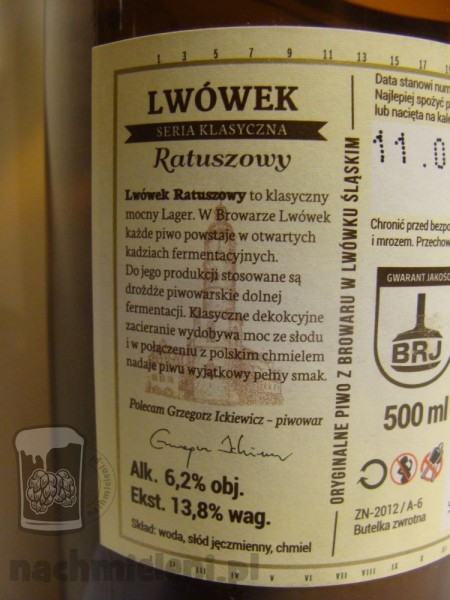 1 3 5 7 9 11 13 15 17
LWÓWEK
SERIA KLASYCZNA
Ratuszowy
Lwówek Ratuszowy to klasyczny
mocny Lager. W Browarze Lwówek
każde piwo powstaje w otwartych
kadziach fermentacyjnych.
Do jego produkcji stosowane są
drożdże piwowarskie dolnej
fermentacji. Klasyczne dekokcyjne
zacieranie wydobywa moc ze słodu
i w połączeniu z polskim chmielem
nadaje piwu wyjątkowy pełny smak.
Polecam Grzegorz Ickiewicz – piwowar
Alk. 6,2% obj.
Ekst. 13,8% wag.
Skład: woda, słód jęczmienny, chmiel
ORYGINALNE PIWO Z BROWARU W LWÓWKU ŚLĄSKIM
Data stanowi
Najlepiej spożyć
lub nacięta na
11.0
Chronić przed
i mrozem.
GWARANT JAKOŚCI
BRJ
500 ml
ZN-2012 / A-6
Butelka zwrotna
nachmieleni.pl